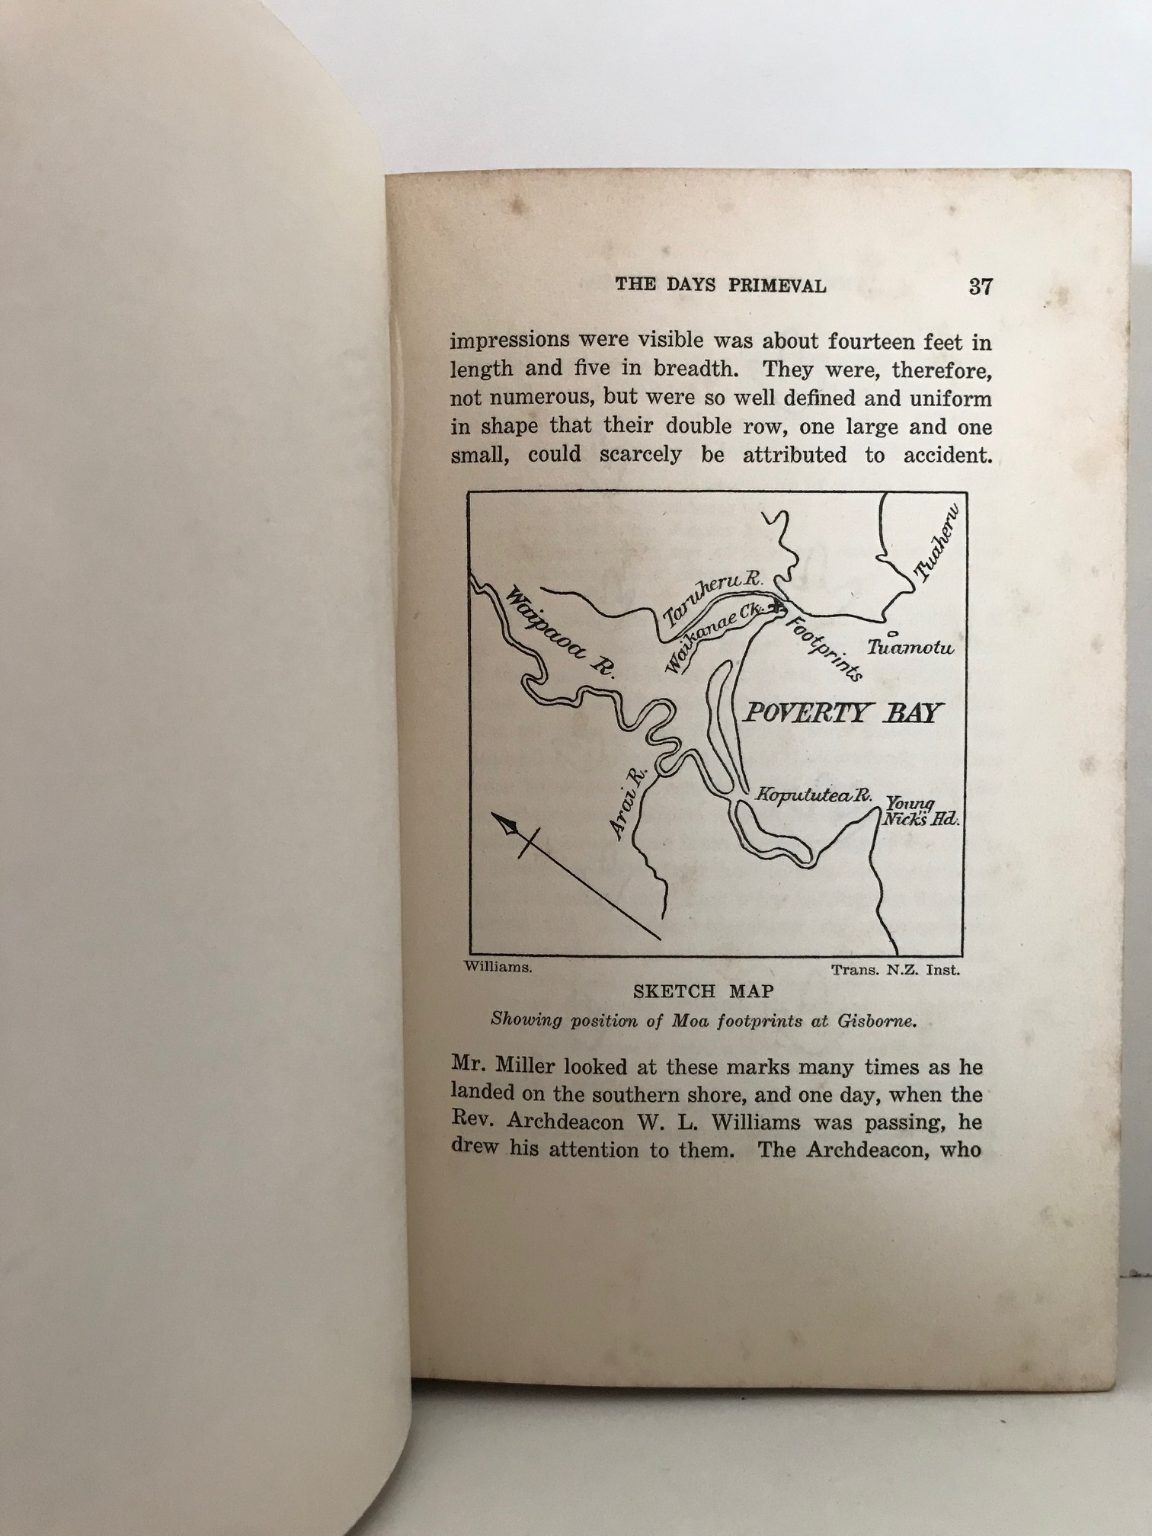 THE DAYS PRIMEVAL 37
impressions were visible was about fourteen feet in
length and five in breadth. They were, therefore,
not numerous, but were so well defined and uniform
in shape that their double row, one large and one
small, could scarcely be attributed to accident.
Tuaheru
Taruheru R.
Waipaoa R.
Waikanae Ck.
Footprints
Tuamotu
POVERTY BAY
Arai R.
Kopututea R.
Young
Nick's Hd.
Williams.
Trans. N.Z. Inst.
SKETCH MAP
Showing position of Moa footprints at Gisborne.
Mr. Miller looked at these marks many times as he
landed on the southern shore, and one day, when the
Rev. Archdeacon W. L. Williams was passing, he
drew his attention to them. The Archdeacon, who